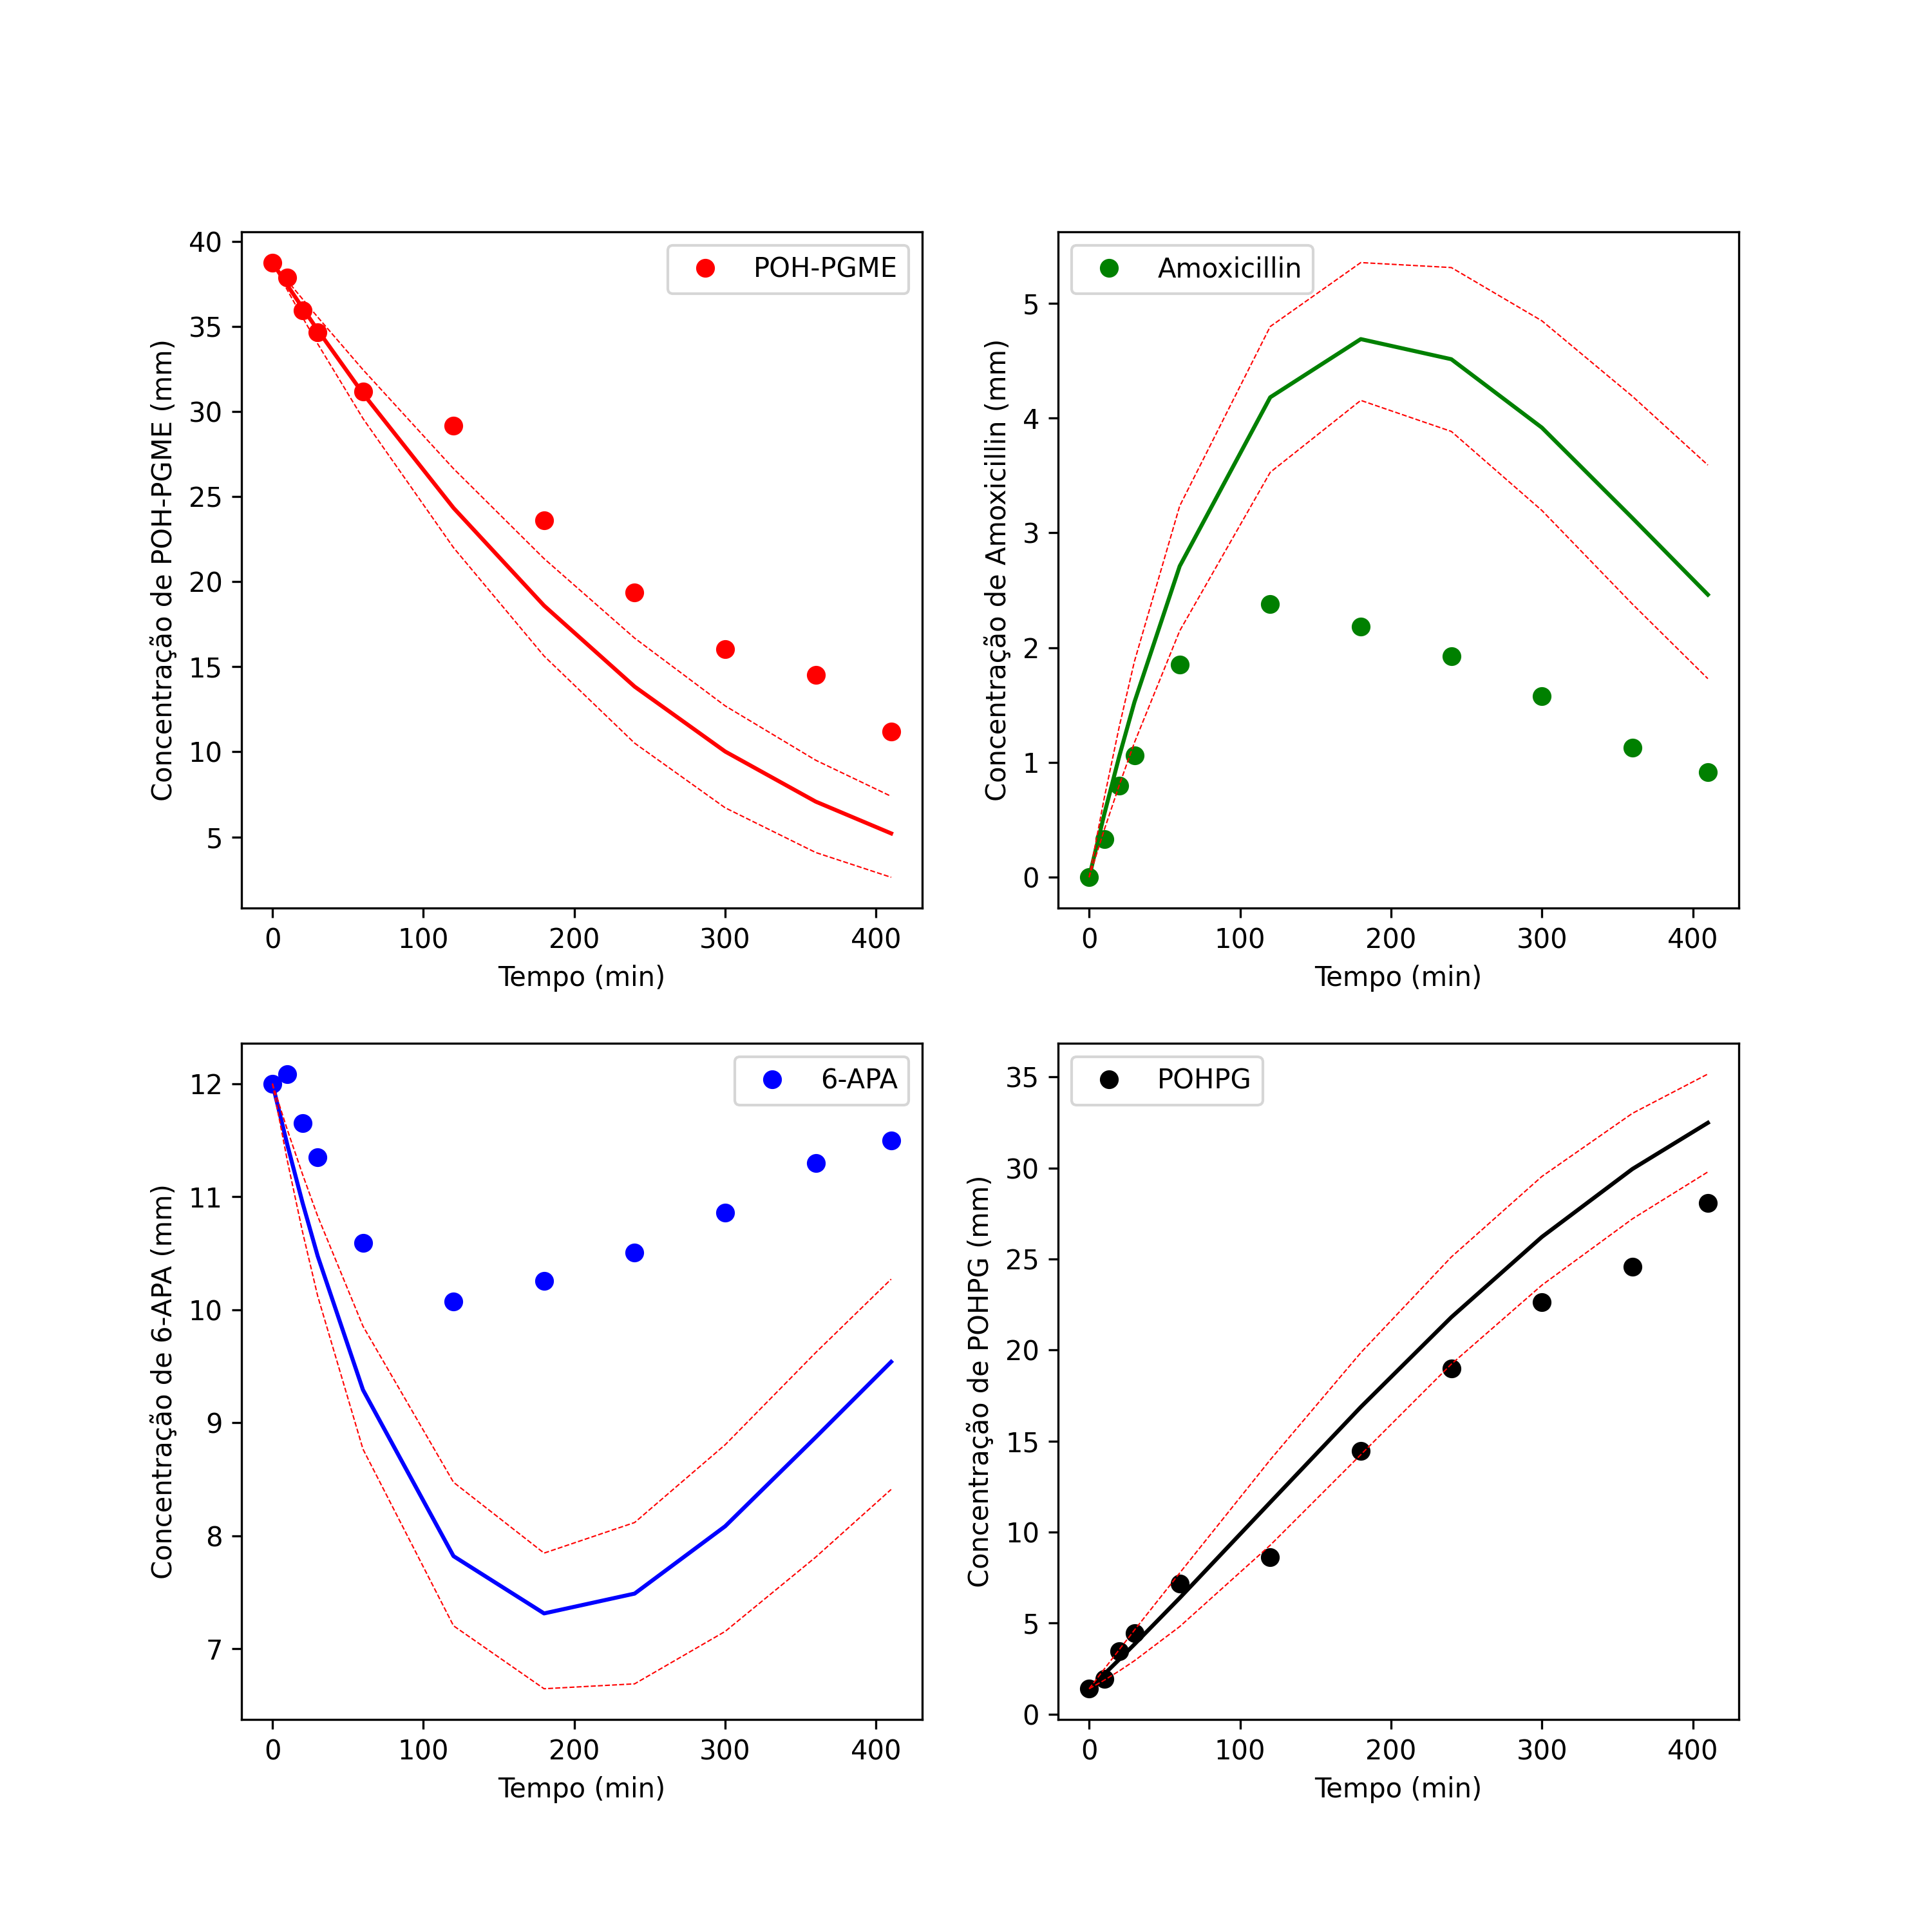 POH-PGME
Concentração de POH-PGME (mm)
40
35
30
25
20
15
10
5
0 100 200 300 400
Tempo (min)
Amoxicillin
Concentração de Amoxicillin (mm)
5
4
3
2
1
0
0 100 200 300 400
Tempo (min)
6-APA
Concentração de 6-APA (mm)
12
11
10
9
8
7
0 100 200 300 400
Tempo (min)
POHPG
Concentração de POHPG (mm)
35
30
25
20
15
10
5
0
0 100 200 300 400
Tempo (min)